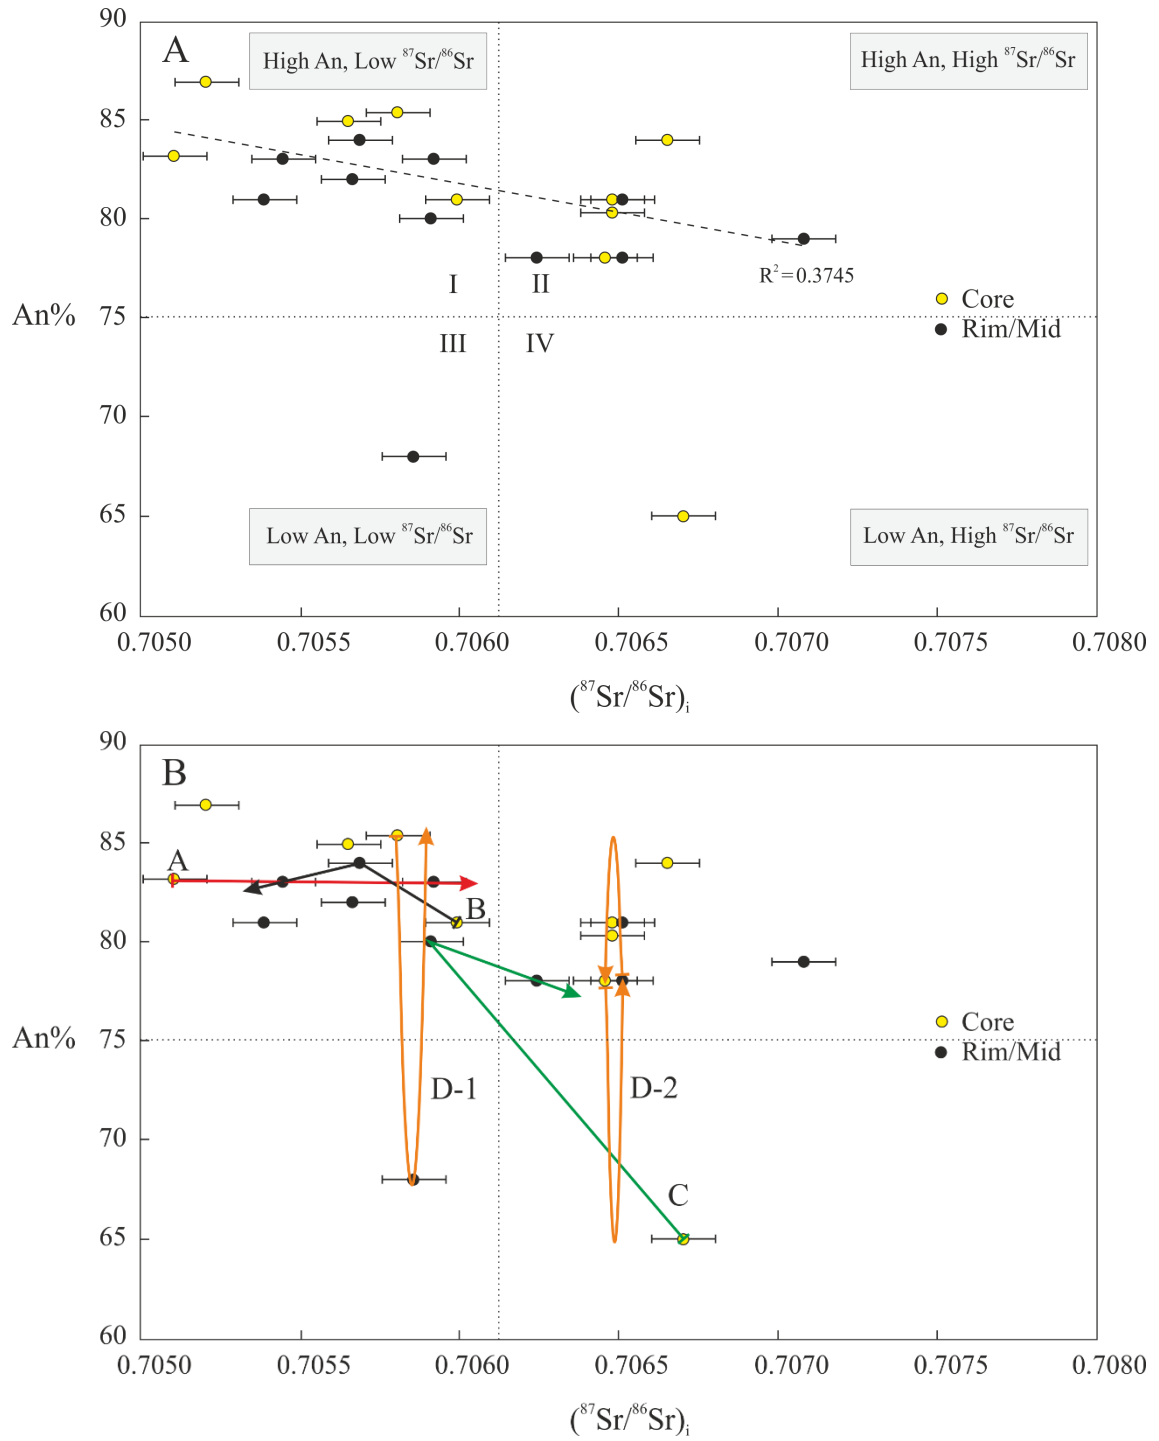 90
A
High An, Low ⁸⁷Sr/⁸⁶Sr
High An, High ⁸⁷Sr/⁸⁶Sr
85
80
R²=0.3745
I
II
Core
An%
75
Rim/Mid
III
IV
70
65
Low An, Low ⁸⁷Sr/⁸⁶Sr
Low An, High ⁸⁷Sr/⁸⁶Sr
60
0.7050 0.7055 0.7060 0.7065 0.7070 0.7075 0.7080
(⁸⁷Sr/⁸⁶Sr)ᵢ
90
B
85
A
B
80
Core
An%
75
Rim/Mid
D-1
D-2
70
C
65
60
0.7050 0.7055 0.7060 0.7065 0.7070 0.7075 0.7080
(⁸⁷Sr/⁸⁶Sr)ᵢ